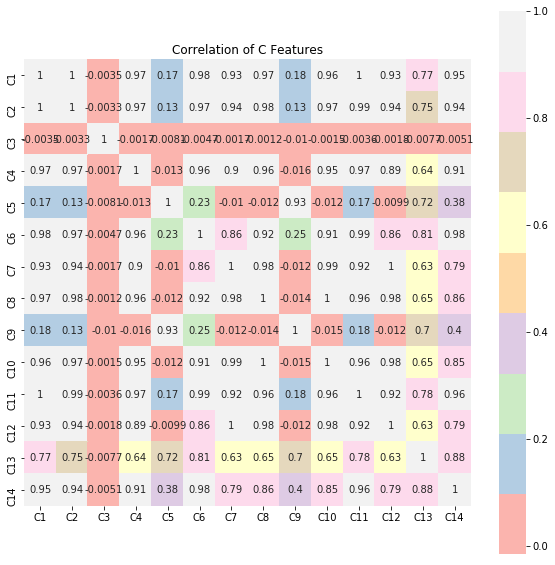 Correlation of C Features
C1 1 1 -0.0035 0.97 0.17 0.98 0.93 0.97 0.18 0.96 1 0.93 0.77 0.95
C2 1 1 -0.0033 0.97 0.13 0.97 0.94 0.98 0.13 0.97 0.99 0.94 0.75 0.94
C3 -0.0035 -0.0033 1 -0.0017 -0.0081 -0.0047 -0.0017 -0.0012 -0.01 -0.0015 -0.0036 -0.0018 -0.0077 -0.0051
C4 0.97 0.97 -0.0017 1 -0.013 0.96 0.9 0.96 -0.016 0.95 0.97 0.89 0.64 0.91
C5 0.17 0.13 -0.0081 -0.013 1 0.23 -0.01 -0.012 0.93 -0.012 0.17 -0.0099 0.72 0.38
C6 0.98 0.97 -0.0047 0.96 0.23 1 0.86 0.92 0.25 0.91 0.99 0.86 0.81 0.98
C7 0.93 0.94 -0.0017 0.9 -0.01 0.86 1 0.98 -0.012 0.99 0.92 1 0.63 0.79
C8 0.97 0.98 -0.0012 0.96 -0.012 0.92 0.98 1 -0.014 1 0.96 0.98 0.65 0.86
C9 0.18 0.13 -0.01 -0.016 0.93 0.25 -0.012 -0.014 1 -0.015 0.18 -0.012 0.7 0.4
C10 0.96 0.97 -0.0015 0.95 -0.012 0.91 0.99 1 -0.015 1 0.96 0.98 0.65 0.85
C11 1 0.99 -0.0036 0.97 0.17 0.99 0.92 0.96 0.18 0.96 1 0.92 0.78 0.96
C12 0.93 0.94 -0.0018 0.89 -0.0099 0.86 1 0.98 -0.012 0.98 0.92 1 0.63 0.79
C13 0.77 0.75 -0.0077 0.64 0.72 0.81 0.63 0.65 0.7 0.65 0.78 0.63 1 0.88
C14 0.95 0.94 -0.0051 0.91 0.38 0.98 0.79 0.86 0.4 0.85 0.96 0.79 0.88 1
C1 C2 C3 C4 C5 C6 C7 C8 C9 C10 C11 C12 C13 C14
1.0
0.8
0.6
0.4
0.2
0.0